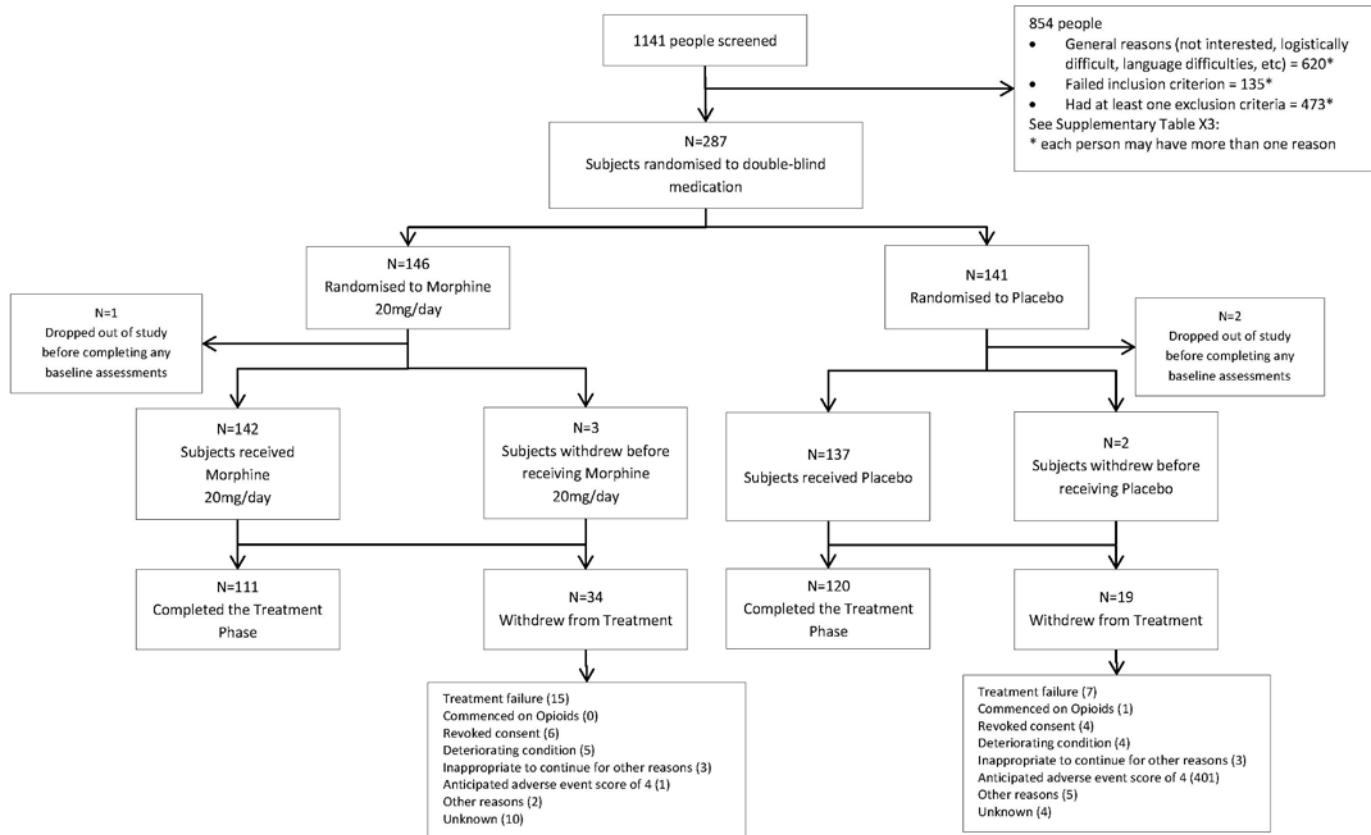 1141 people screened
854 people
• General reasons (not interested, logistically
difficult, language difficulties, etc) = 620*
• Failed inclusion criterion = 135*
• Had at least one exclusion criteria = 473*
See Supplementary Table X3:
* each person may have more than one reason
N=287
Subjects randomised to double-blind
medication
N=146
Randomised to Morphine
20mg/day
N=141
Randomised to Placebo
N=1
Dropped out of study
before completing any
baseline assessments
N=2
Dropped out of study
before completing any
baseline assessments
N=142
Subjects received
Morphine
20mg/day
N=3
Subjects withdrew before
receiving Morphine
20mg/day
N=137
Subjects received Placebo
N=2
Subjects withdrew before
receiving Placebo
N=111
Completed the Treatment
Phase
N=34
Withdrew from Treatment
N=120
Completed the Treatment
Phase
N=19
Withdrew from Treatment
Treatment failure (15)
Commenced on Opioids (0)
Revoked consent (6)
Deteriorating condition (5)
Inappropriate to continue for other reasons (3)
Anticipated adverse event score of 4 (1)
Other reasons (2)
Unknown (10)
Treatment failure (7)
Commenced on Opioids (1)
Revoked consent (4)
Deteriorating condition (4)
Inappropriate to continue for other reasons (3)
Anticipated adverse event score of 4 (401)
Other reasons (5)
Unknown (4)